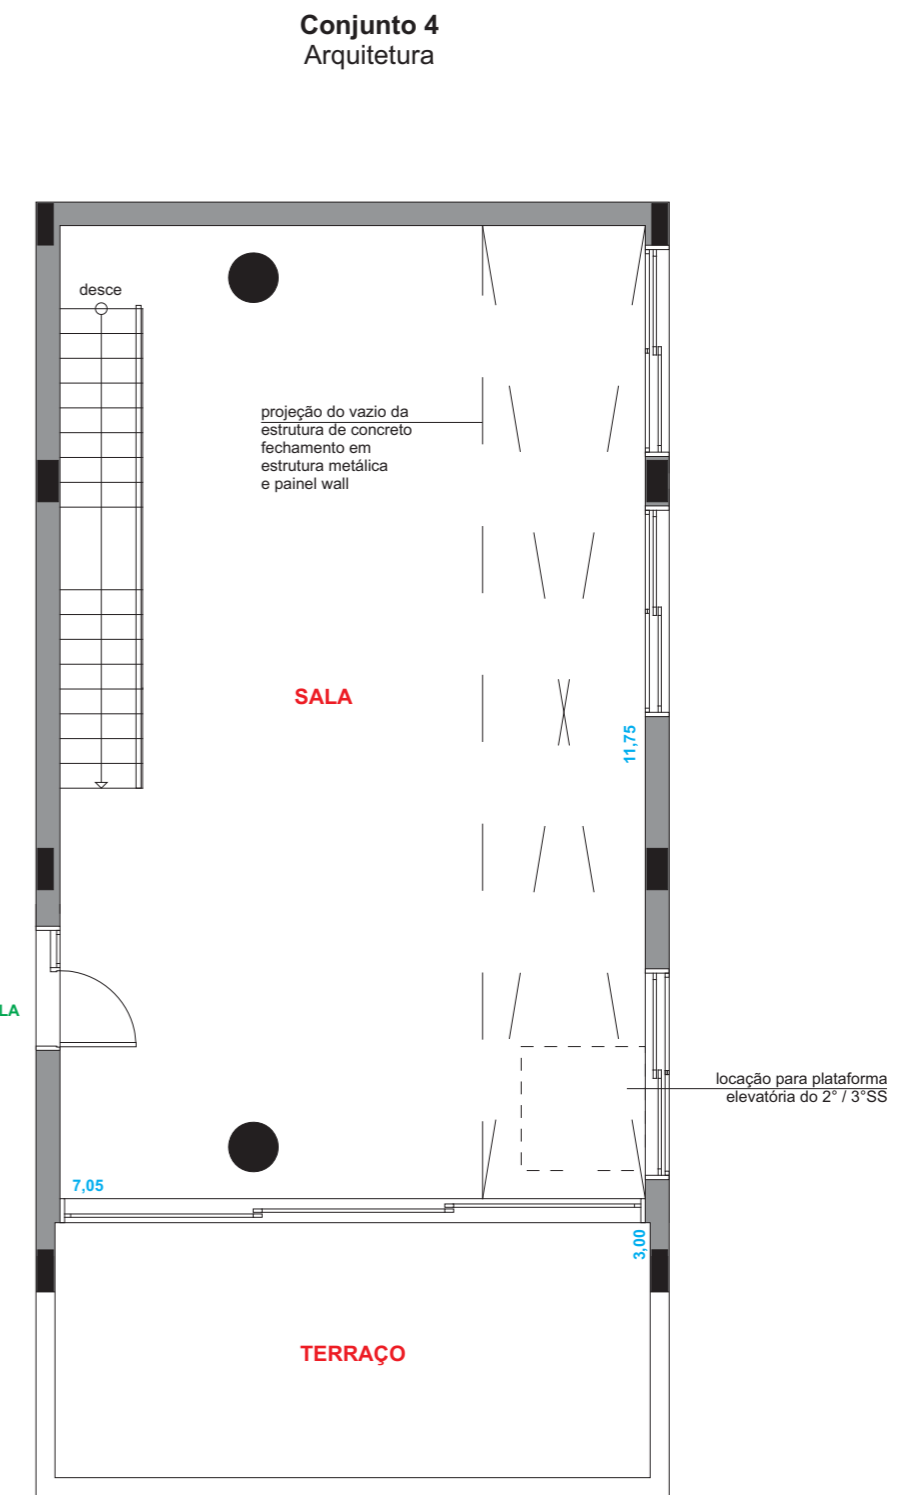 Conjunto 4
Arquitetura
desce
projeção do vazio da
estrutura de concreto
fechamento em
estrutura metálica
e painel wall
SALA
11,75
LA
locação para plataforma
elevatória do 2° / 3°SS
7,05
3,00
TERRAÇO